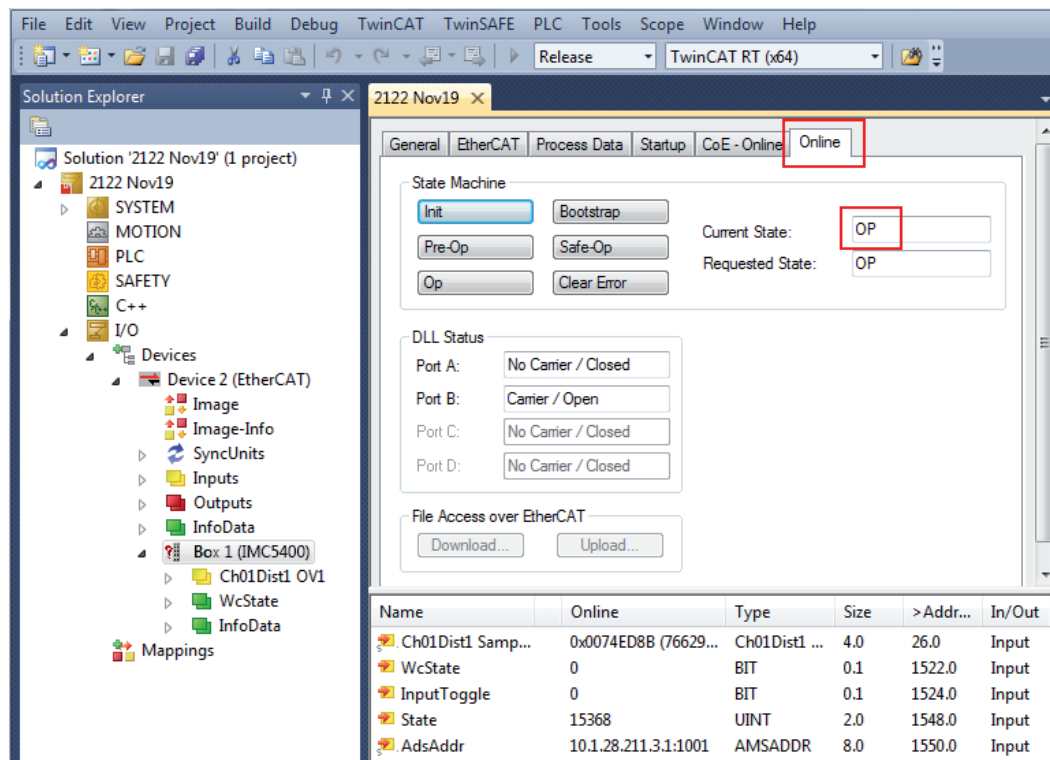 File Edit View Project Build Debug TwinCAT TwinSAFE PLC Tools Scope Window Help
Release TwinCAT RT (x64)
Solution Explorer
Solution '2122 Nov19' (1 project)
2122 Nov19
SYSTEM
MOTION
PLC
SAFETY
C++
I/O
Devices
Device 2 (EtherCAT)
Image
Image-Info
SyncUnits
Inputs
Outputs
InfoData
Box 1 (IMC5400)
Ch01Dist1 OV1
WcState
InfoData
Mappings
2122 Nov19
General EtherCAT Process Data Startup CoE - Online Online
State Machine
Init Bootstrap
Pre-Op Safe-Op
Op Clear Error
Current State: OP
Requested State: OP
DLL Status
Port A: No Carrier / Closed
Port B: Carrier / Open
Port C: No Carrier / Closed
Port D: No Carrier / Closed
File Access over EtherCAT
Download... Upload...
Name Online Type Size >Addr... In/Out
Ch01Dist1 Samp... 0x0074ED8B (76629... Ch01Dist1 ... 4.0 26.0 Input
WcState 0 BIT 0.1 1522.0 Input
InputToggle 0 BIT 0.1 1524.0 Input
State 15368 UINT 2.0 1548.0 Input
AdsAddr 10.1.28.211.3.1:1001 AMSADDR 8.0 1550.0 Input